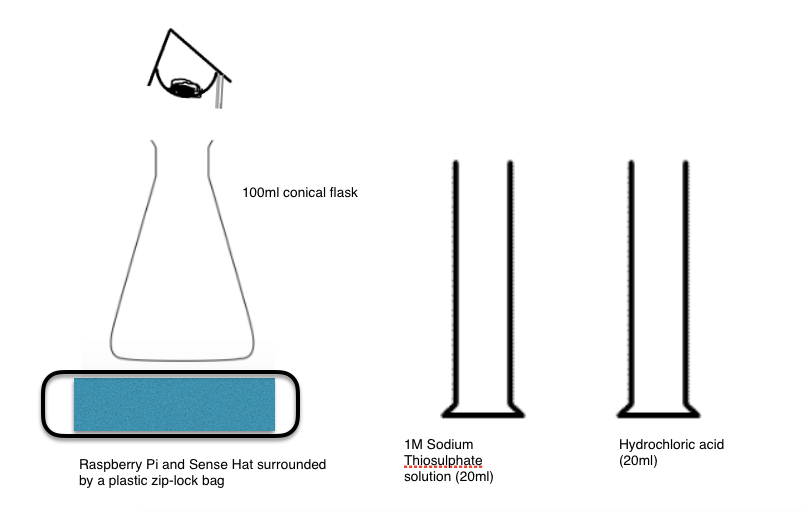 100ml conical flask
Raspberry Pi and Sense Hat surrounded
by a plastic zip-lock bag
1M Sodium
Thiosulphate
solution (20ml)
Hydrochloric acid
(20ml)